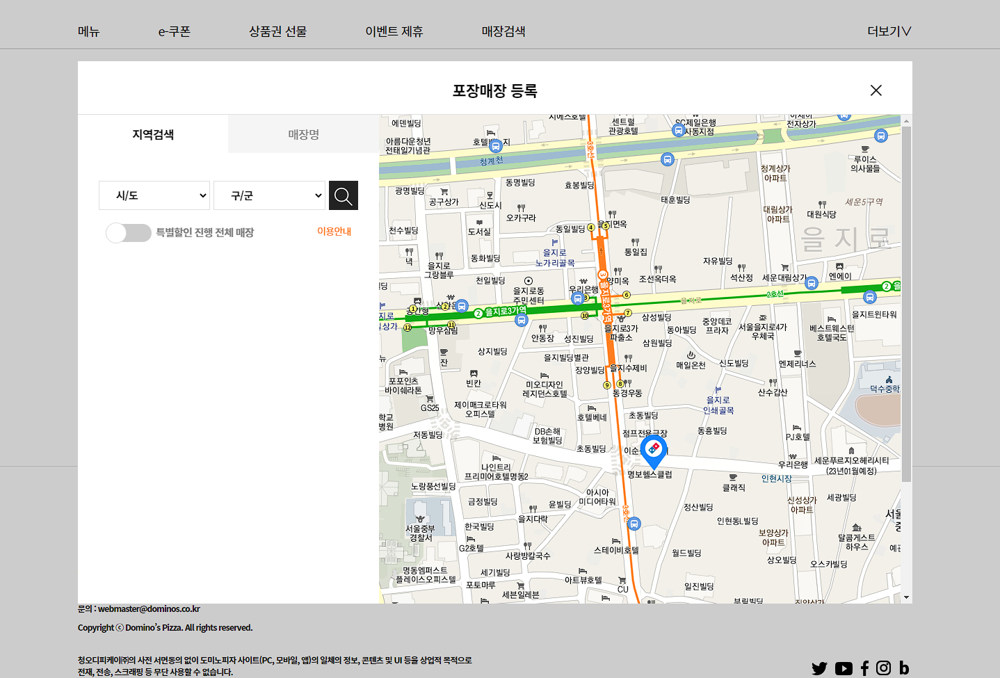 메뉴
e-쿠폰
상품권 선물
이벤트 제휴
매장검색
더보기
포장매장 등록
지역검색
매장명
시/도
구/군
특별할인 진행 전체 매장
이용안내
에덴빌딩
센트럴
관광호텔
SC제일은행
전자상가
아름다운청년
전태일기념관
청계천
3호선
루이스
의사물들
청계상가
아파트
광명빌딩
공구상가
동명빌딩
신도시
효봉빌딩
태훈빌딩
세운5구역
오카구라
대림상가
아파트
대원식당
천수빌딩
도서실
동일빌딩
4
5
을지면옥
을지로
을지로
노가리골목
통일집
녁
을지로
그랑블루
동화빌딩
자유빌딩
천일빌딩
양미옥
조선옥더옥
석산정
세운대림상가
엔에이
을지로동
주민센터
우리은행
3
6
을지로
2호선
2
1
2
2
을지로3가역
3
을지로3가역
10
7
12
11
망우삼림
삼성빌딩
을지로3가
파출소
중앙데코
프라자
서울을지로4가
우체국
을지트윈타워
베스트웨스턴
호텔국도
안동장
성진빌딩
동아빌딩
삼원빌딩
상지빌딩
을지빌딩별관
잔
장양빌딩
을지수제비
매일온천
신도빌딩
엔제리너스
포포인츠
바이쉐라톤
빈칸
미오디자인
레지던스호텔
9
8
동경우동
산수갑산
덕수중학
GS25
제이매크로타워
오피스텔
을지로
인쇄골목
호텔베네
초동빌딩
저동빌딩
DB손해
보험빌딩
점프전용극장
동흥빌딩
PJ호텔
초동빌딩
명보헬스클럽
우리은행
세운푸르지오헤리시티
(23년01월예정)
나인트리
프리미어호텔명동2
인현시장
클래직
노랑풍선빌딩
아시아
미디어타워
금정빌딩
윤빌딩
신성상가
아파트
세광빌딩
정산빌딩
을지다락
인현동L빌딩
서울중부
경찰서
한국빌딩
보양상가
아파트
달콤게스트
하우스
G2호텔
사랑방칼국수
스테이비호텔
월드빌딩
상오빌딩
오스카빌딩
명동엠퍼스트
플레이스오피스텔
세기빌딩
아트뷰호텔
포토마루
세븐일레븐
CU
일진빌딩
문의 : webmaster@dominos.co.kr
Copyright ⓒ Domino's Pizza. All rights reserved.
청오디피케이㈜의 사전 서면동의 없이 도미노피자 사이트(PC, 모바일, 앱)의 일체의 정보, 콘텐츠 및 UI 등을 상업적 목적으로
전재, 전송, 스크래핑 등 무단 사용할 수 없습니다.